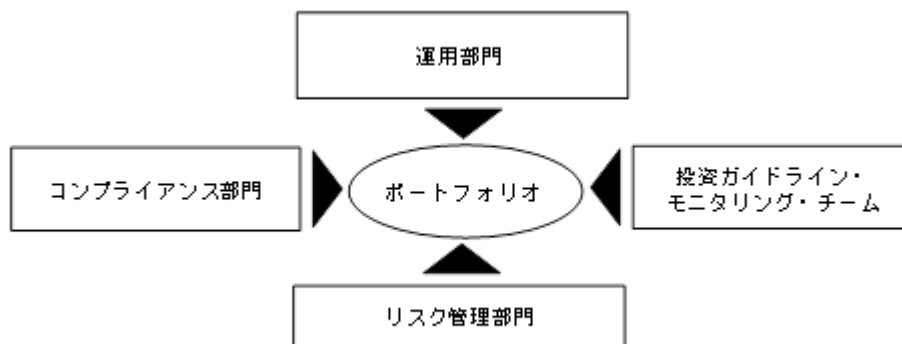 運用部門
コンプライアンス部門
ポートフォリオ
投資ガイドライン・
モニタリング・チーム
リスク管理部門